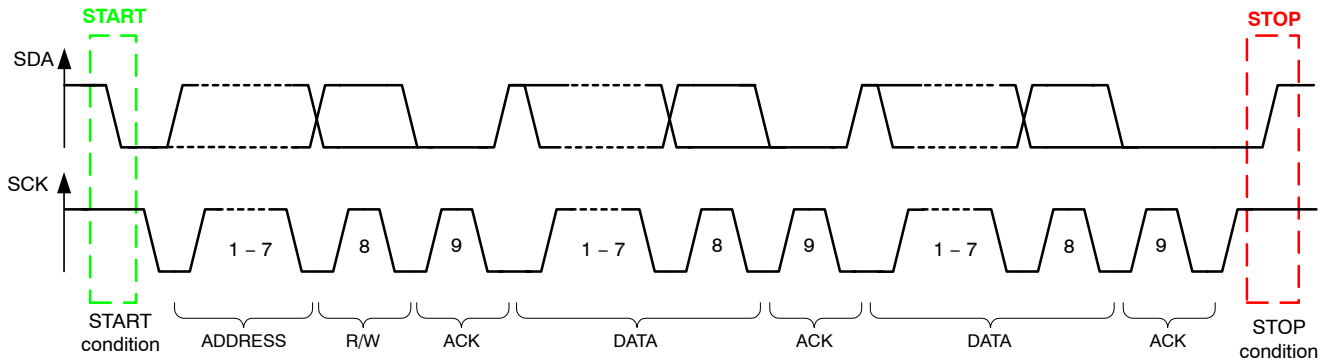 START
STOP
SDA
SCK
1 – 7
8
9
1 – 7
8
9
1 – 7
8
9
START
condition
ADDRESS
R/W
ACK
DATA
ACK
DATA
ACK
STOP
condition